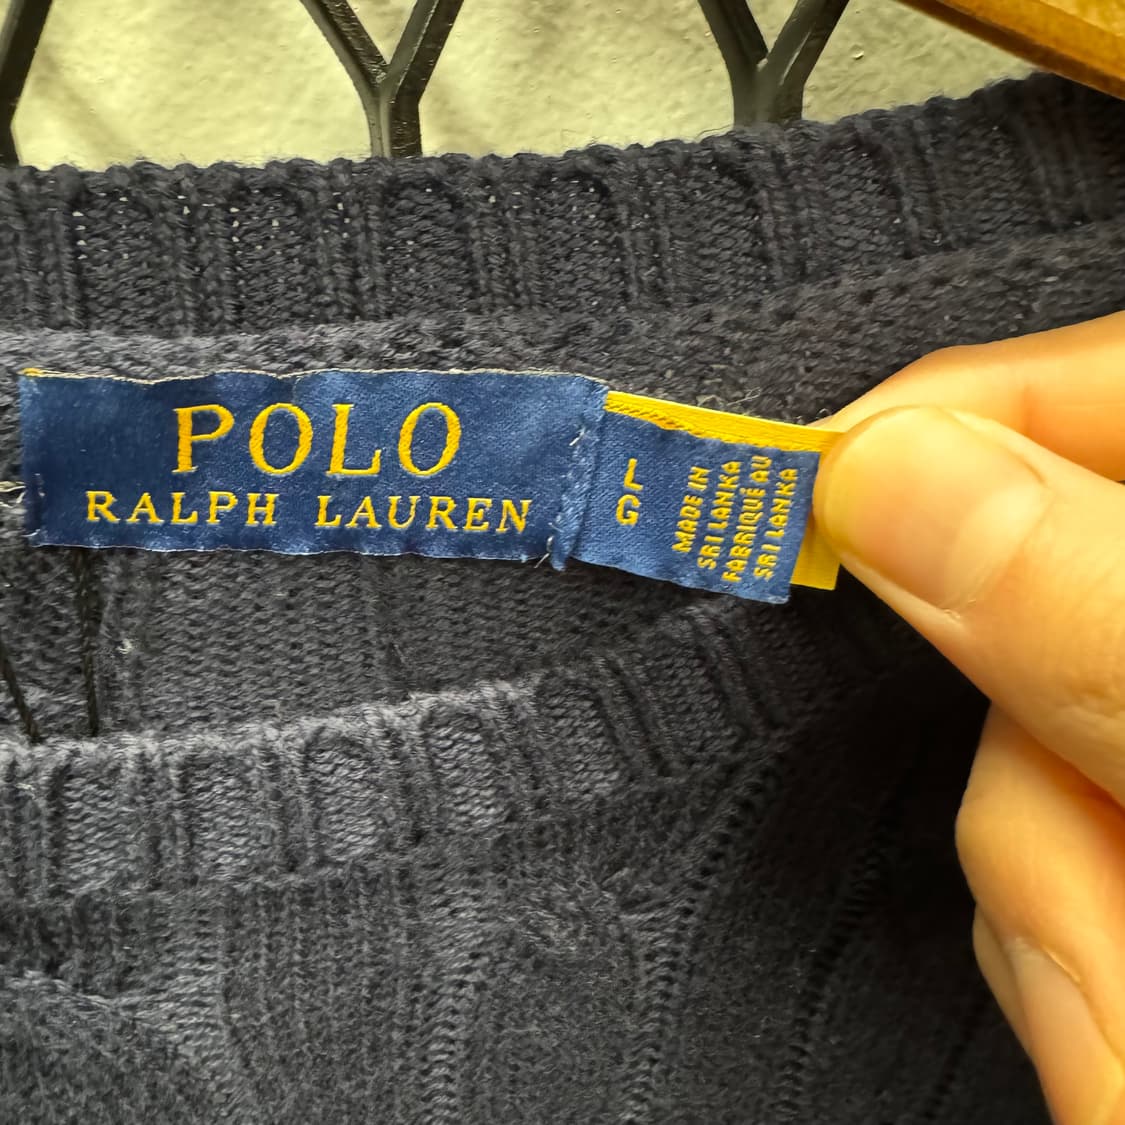 POLO
RALPH LAUREN
L
G
MADE IN
SRI LANKA
FABRIQUÉ AU
SRI LANKA